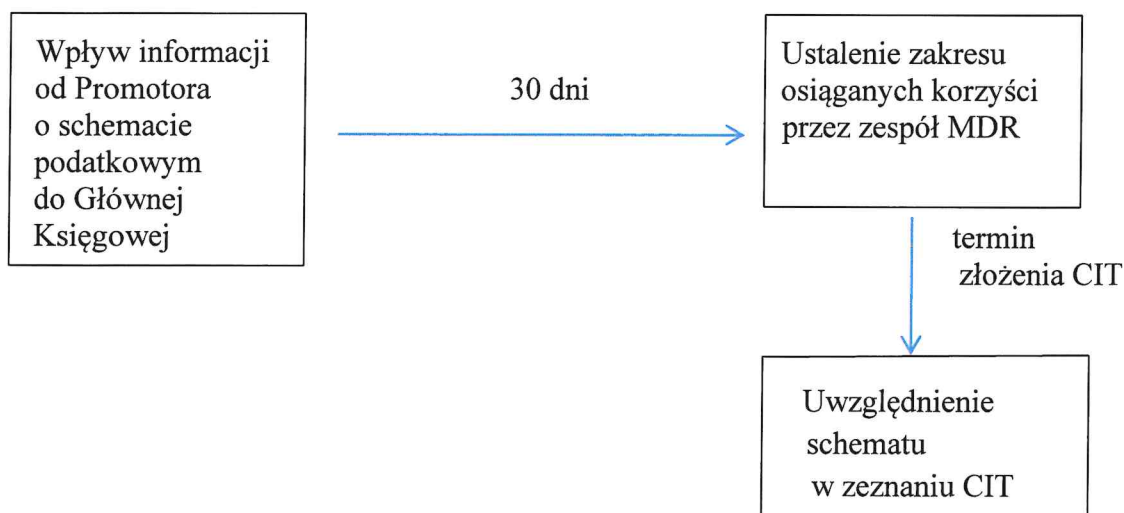 Wpływ informacji
od Promotora
o schemacie
podatkowym
do Głównej
Księgowej
30 dni
Ustalenie zakresu
osiąganych korzyści
przez zespół MDR
termin
złożenia CIT
Uwzględnienie
schematu
w zeznaniu CIT